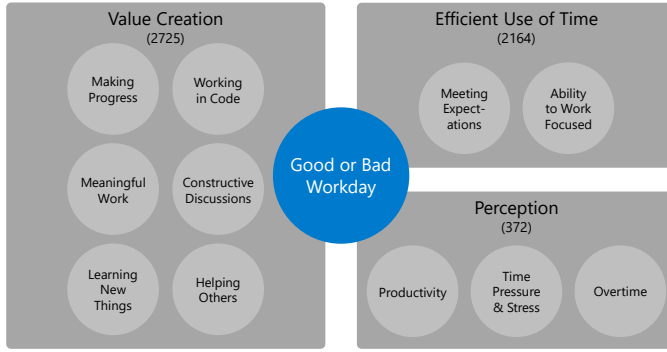 Value Creation
(2725)
Making
Progress
Working
in Code
Meaningful
Work
Constructive
Discussions
Learning
New
Things
Helping
Others
Good or Bad
Workday
Efficient Use of Time
(2164)
Meeting
Expect-
ations
Ability
to Work
Focused
Perception
(372)
Productivity
Time
Pressure
& Stress
Overtime